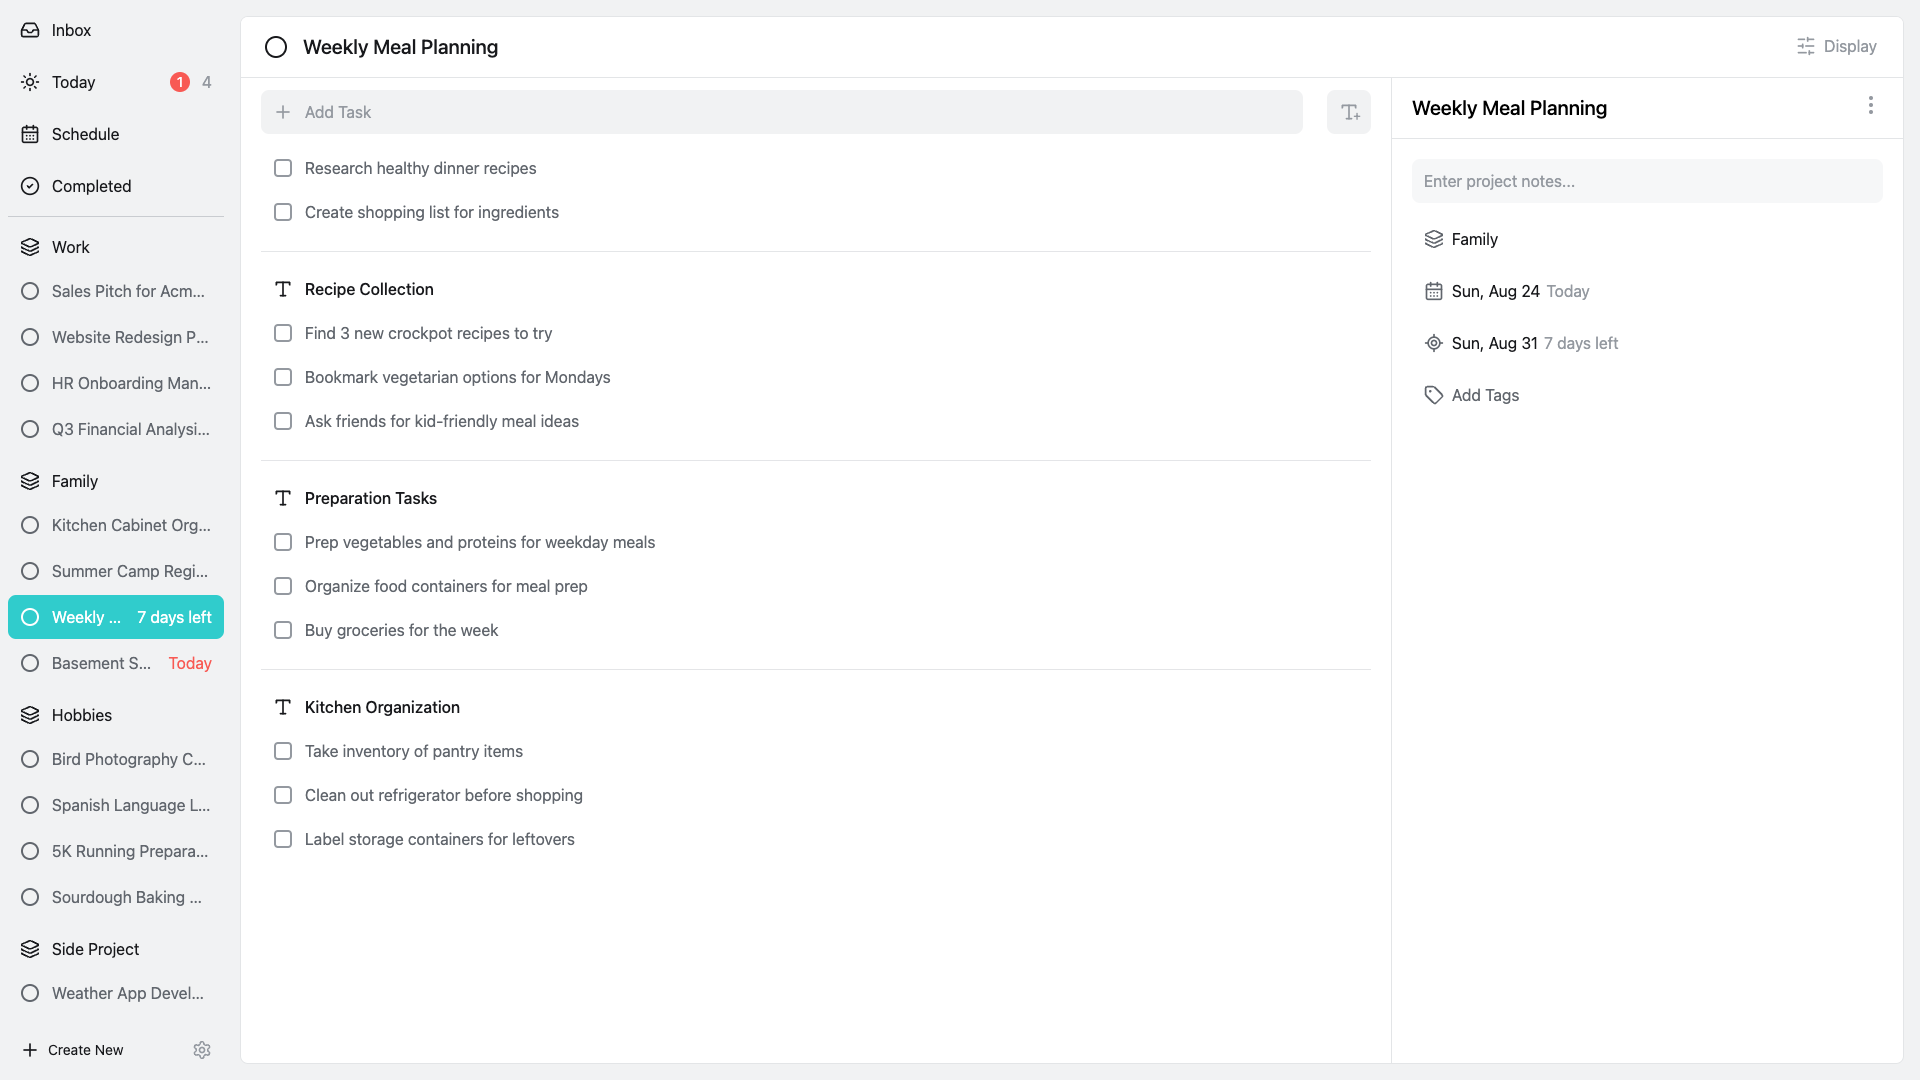 Inbox
Today 1 4
Schedule
Completed
Work
Sales Pitch for Acm...
Website Redesign P...
HR Onboarding Man...
Q3 Financial Analysi...
Family
Kitchen Cabinet Org...
Summer Camp Regi...
Weekly ... 7 days left
Basement S... Today
Hobbies
Bird Photography C...
Spanish Language L...
5K Running Prepara...
Sourdough Baking ...
Side Project
Weather App Devel...
Create New
Weekly Meal Planning
Display
Add Task
Research healthy dinner recipes
Create shopping list for ingredients
Recipe Collection
Find 3 new crockpot recipes to try
Bookmark vegetarian options for Mondays
Ask friends for kid-friendly meal ideas
Preparation Tasks
Prep vegetables and proteins for weekday meals
Organize food containers for meal prep
Buy groceries for the week
Kitchen Organization
Take inventory of pantry items
Clean out refrigerator before shopping
Label storage containers for leftovers
Weekly Meal Planning
Enter project notes...
Family
Sun, Aug 24 Today
Sun, Aug 31 7 days left
Add Tags